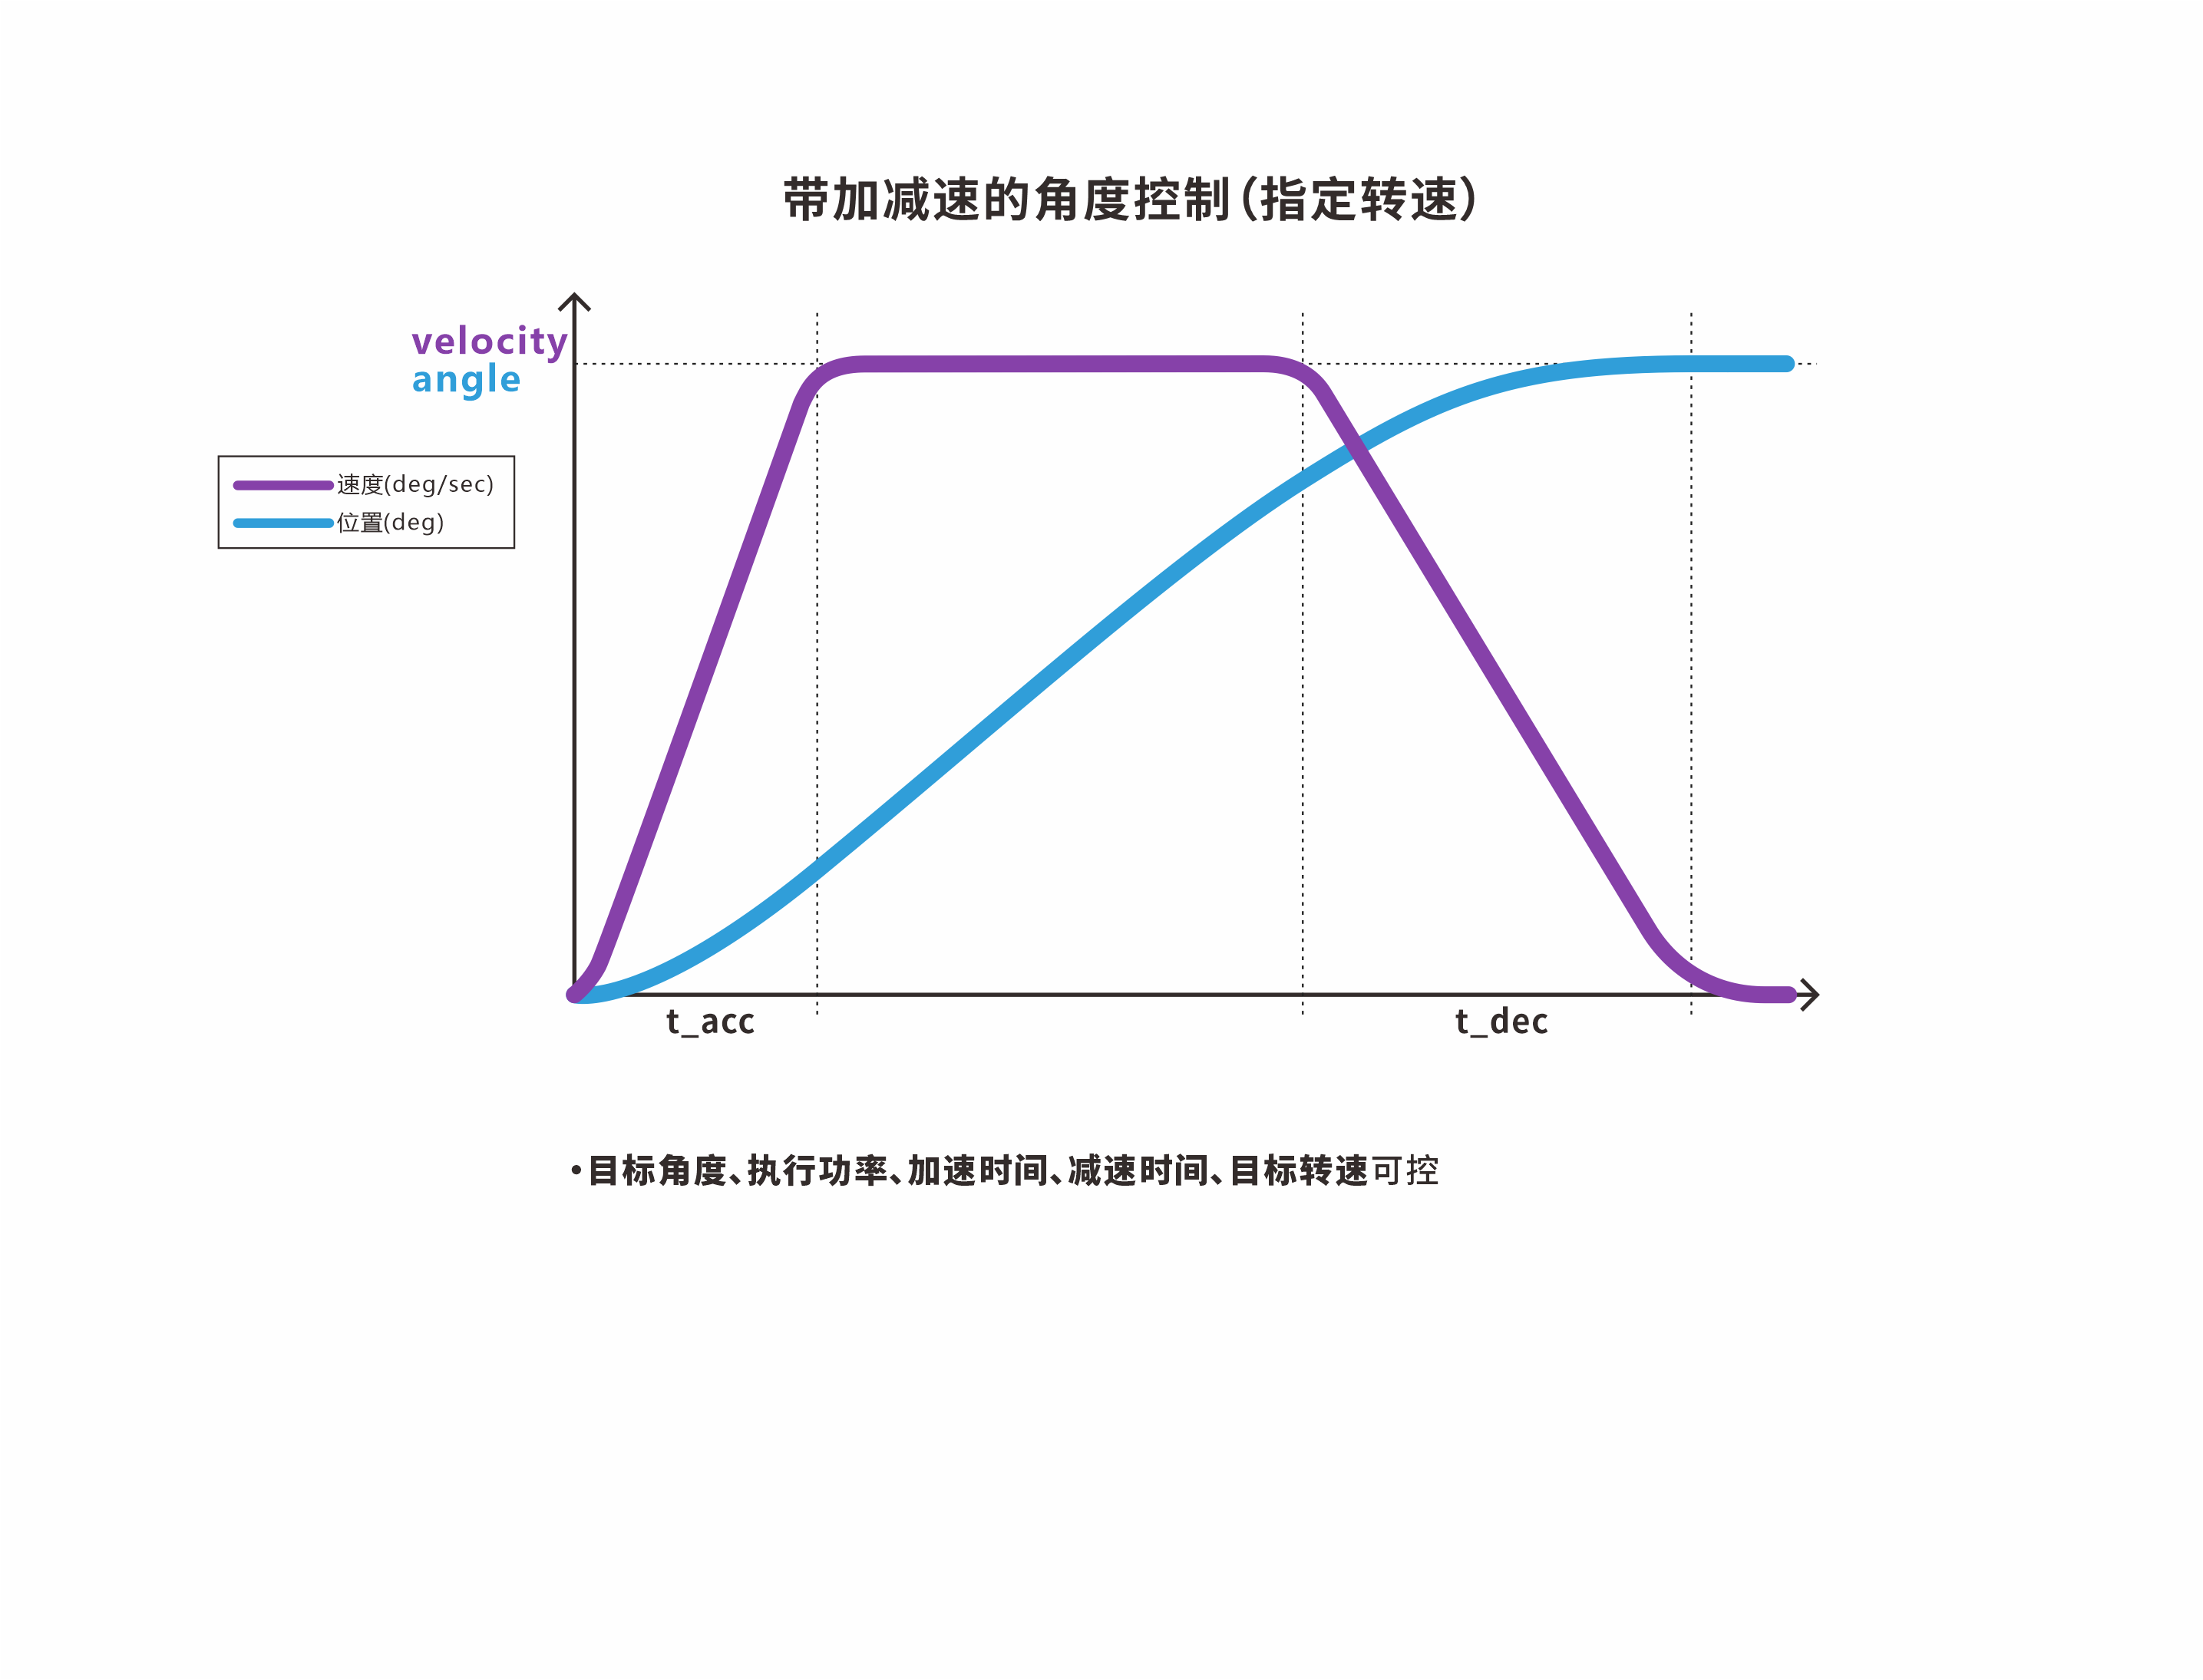 带加减速的角度控制(指定转速)
velocity
angle
速度(deg/sec)
位置(deg)
t_acc
t_dec
•目标角度、执行功率、加速时间、减速时间、目标转速可控